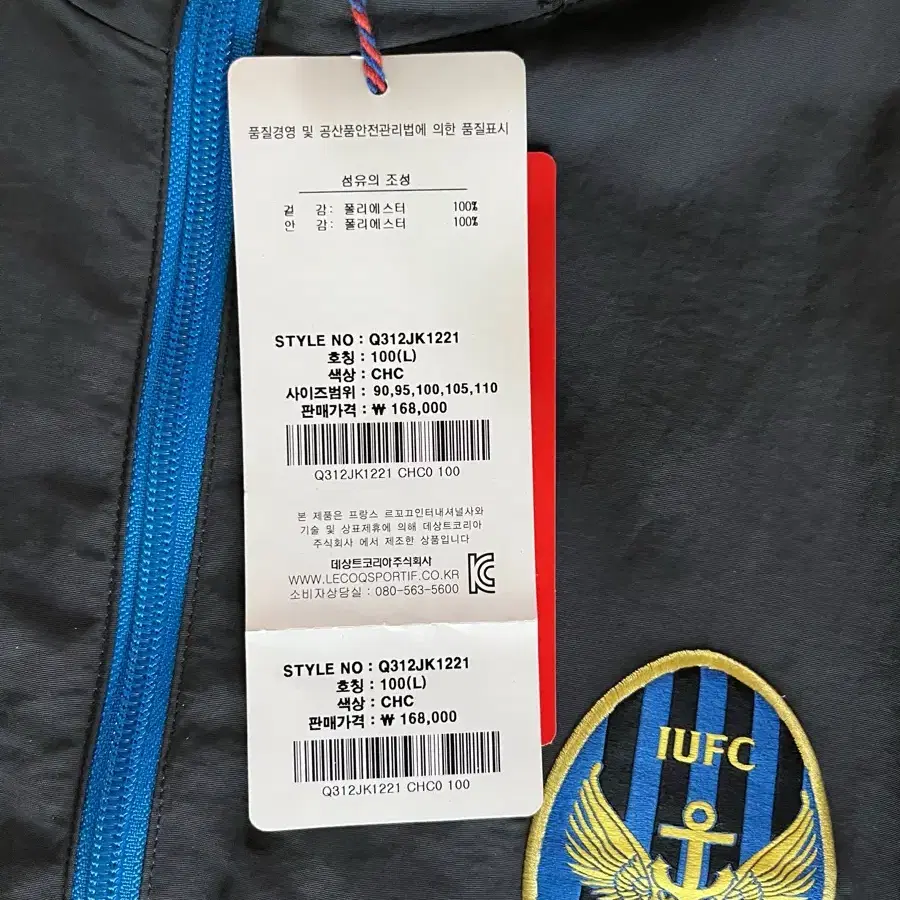 품질경영 및 공산품안전관리법에 의한 품질표시
섬유의 조성
겉 감: 폴리에스터 100%
안 감: 폴리에스터 100%
STYLE NO : Q312JK1221
호칭 : 100(L)
색상 : CHC
사이즈범위 : 90,95,100,105,110
판매가격 : ₩ 168,000
Q312JK1221 CHC0 100
본 제품은 프랑스 르꼬끄인터내셔널사와
기술 및 상표제휴에 의해 데상트코리아
주식회사 에서 제조한 상품입니다
데상트코리아주식회사
WWW.LECOQSPORTIF.CO.KR
소비자상담실 : 080-563-5600
STYLE NO : Q312JK1221
호칭 : 100(L)
색상 : CHC
판매가격 : ₩ 168,000
Q312JK1221 CHC0 100
IUFC